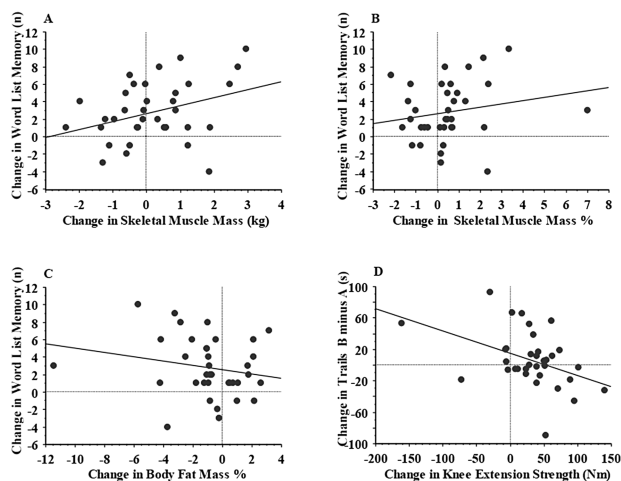 A
Change in Word List Memory (n)
12
10
8
6
4
2
0
-2
-4
-6
-3 -2 -1 0 1 2 3 4
Change in Skeletal Muscle Mass (kg)
B
Change in Word List Memory (n)
12
10
8
6
4
2
0
-2
-4
-6
-3 -2 -1 0 1 2 3 4 5 6 7 8
Change in Skeletal Muscle Mass %
C
Change in Word List Memory (n)
12
10
8
6
4
2
0
-2
-4
-6
-12 -10 -8 -6 -4 -2 0 2 4
Change in Body Fat Mass %
D
Change in Trails B minus A (s)
100
60
20
-20
-60
-100
-200 -150 -100 -50 0 50 100 150
Change in Knee Extension Strength (Nm)